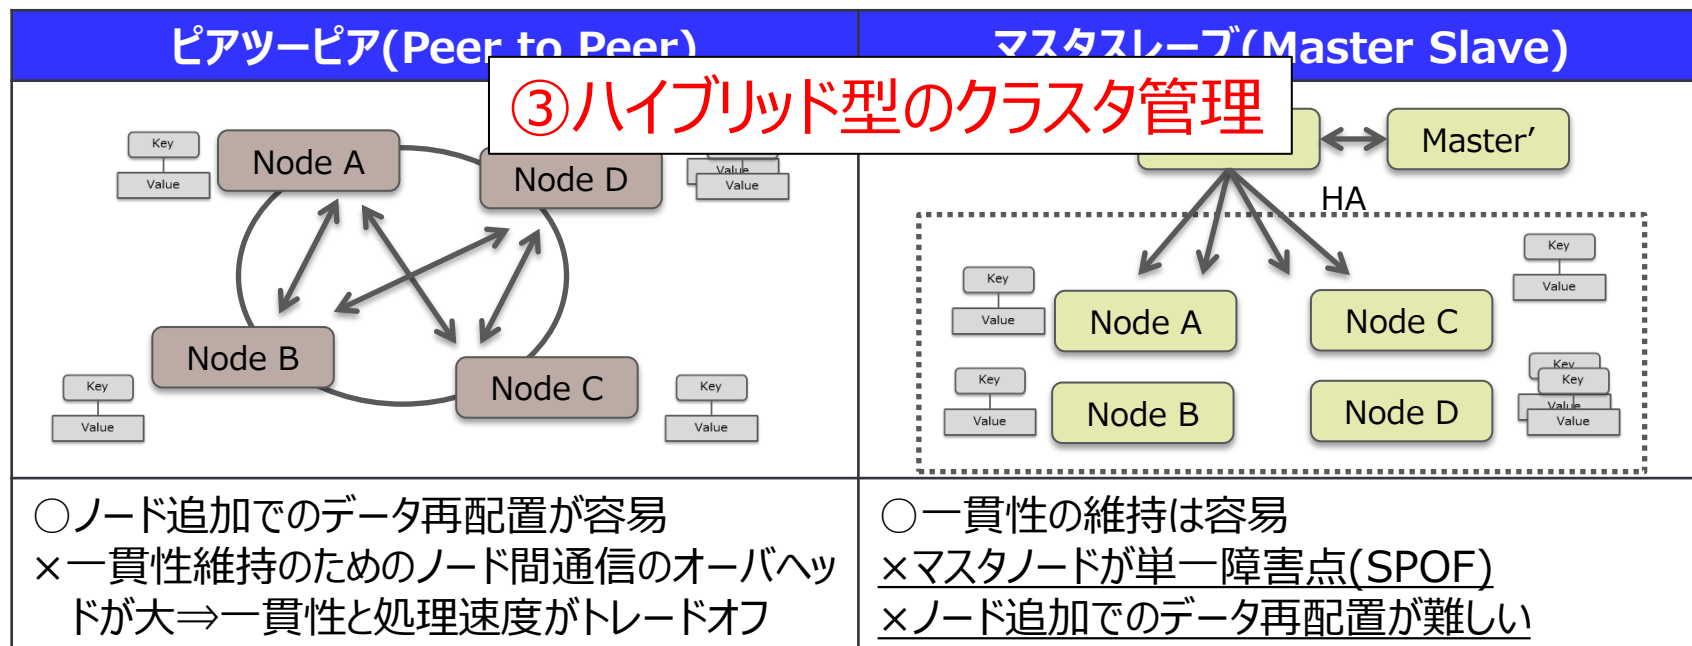 ピアツーピア(Peer to Peer)
マスタスレーブ(Master Slave)
③ハイブリッド型のクラスタ管理
Key
Value
Node A
Node D
Value
Value
Node B
Key
Value
Node C
Key
Value
Master’
HA
Key
Value
Node A
Node C
Key
Value
Key
Value
Node B
Node D
Key
Key
Value
Value
○ノード追加でのデータ再配置が容易
×一貫性維持のためのノード間通信のオーバヘッ
ドが大⇒一貫性と処理速度がトレードオフ
○一貫性の維持は容易
×マスタノードが単一障害点(SPOF)
×ノード追加でのデータ再配置が難しい